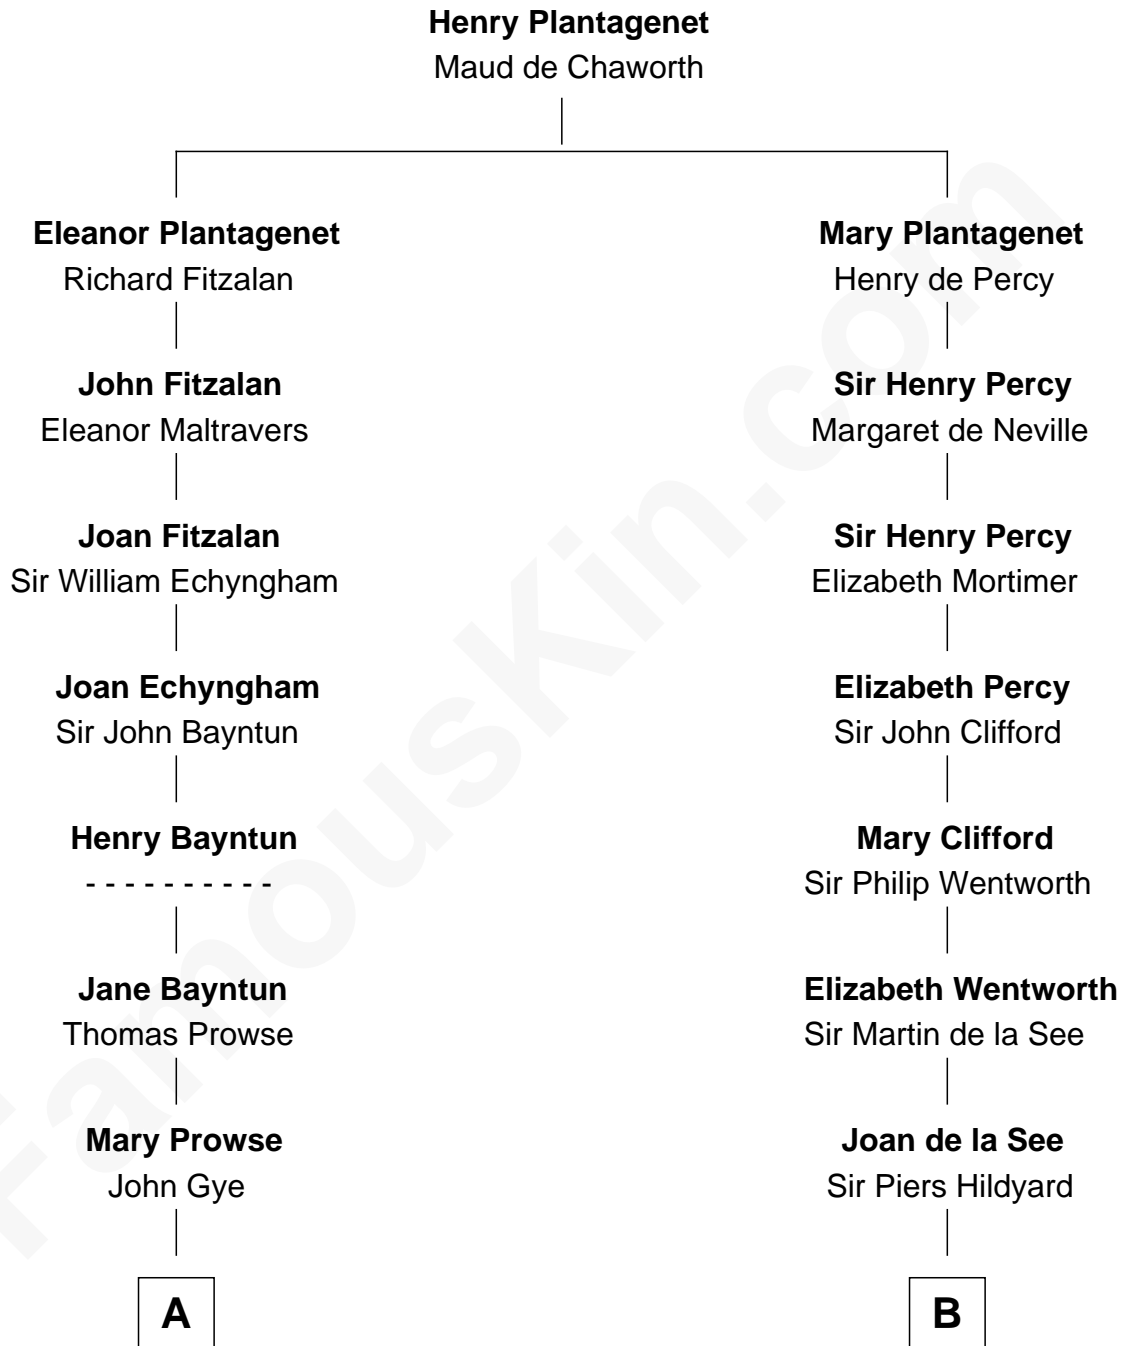 Henry Plantagenet
Maud de Chaworth
Eleanor Plantagenet
Richard Fitzalan
Mary Plantagenet
Henry de Percy
John Fitzalan
Eleanor Maltravers
Sir Henry Percy
Margaret de Neville
Joan Fitzalan
Sir William Echyngham
Sir Henry Percy
Elizabeth Mortimer
Joan Echyngham
Sir John Bayntun
Elizabeth Percy
Sir John Clifford
Henry Bayntun
- - - - - - - - - -
Mary Clifford
Sir Philip Wentworth
Jane Bayntun
Thomas Prowse
Elizabeth Wentworth
Sir Martin de la See
Mary Prowse
John Gye
Joan de la See
Sir Piers Hildyard
A
B
FamousKin.com